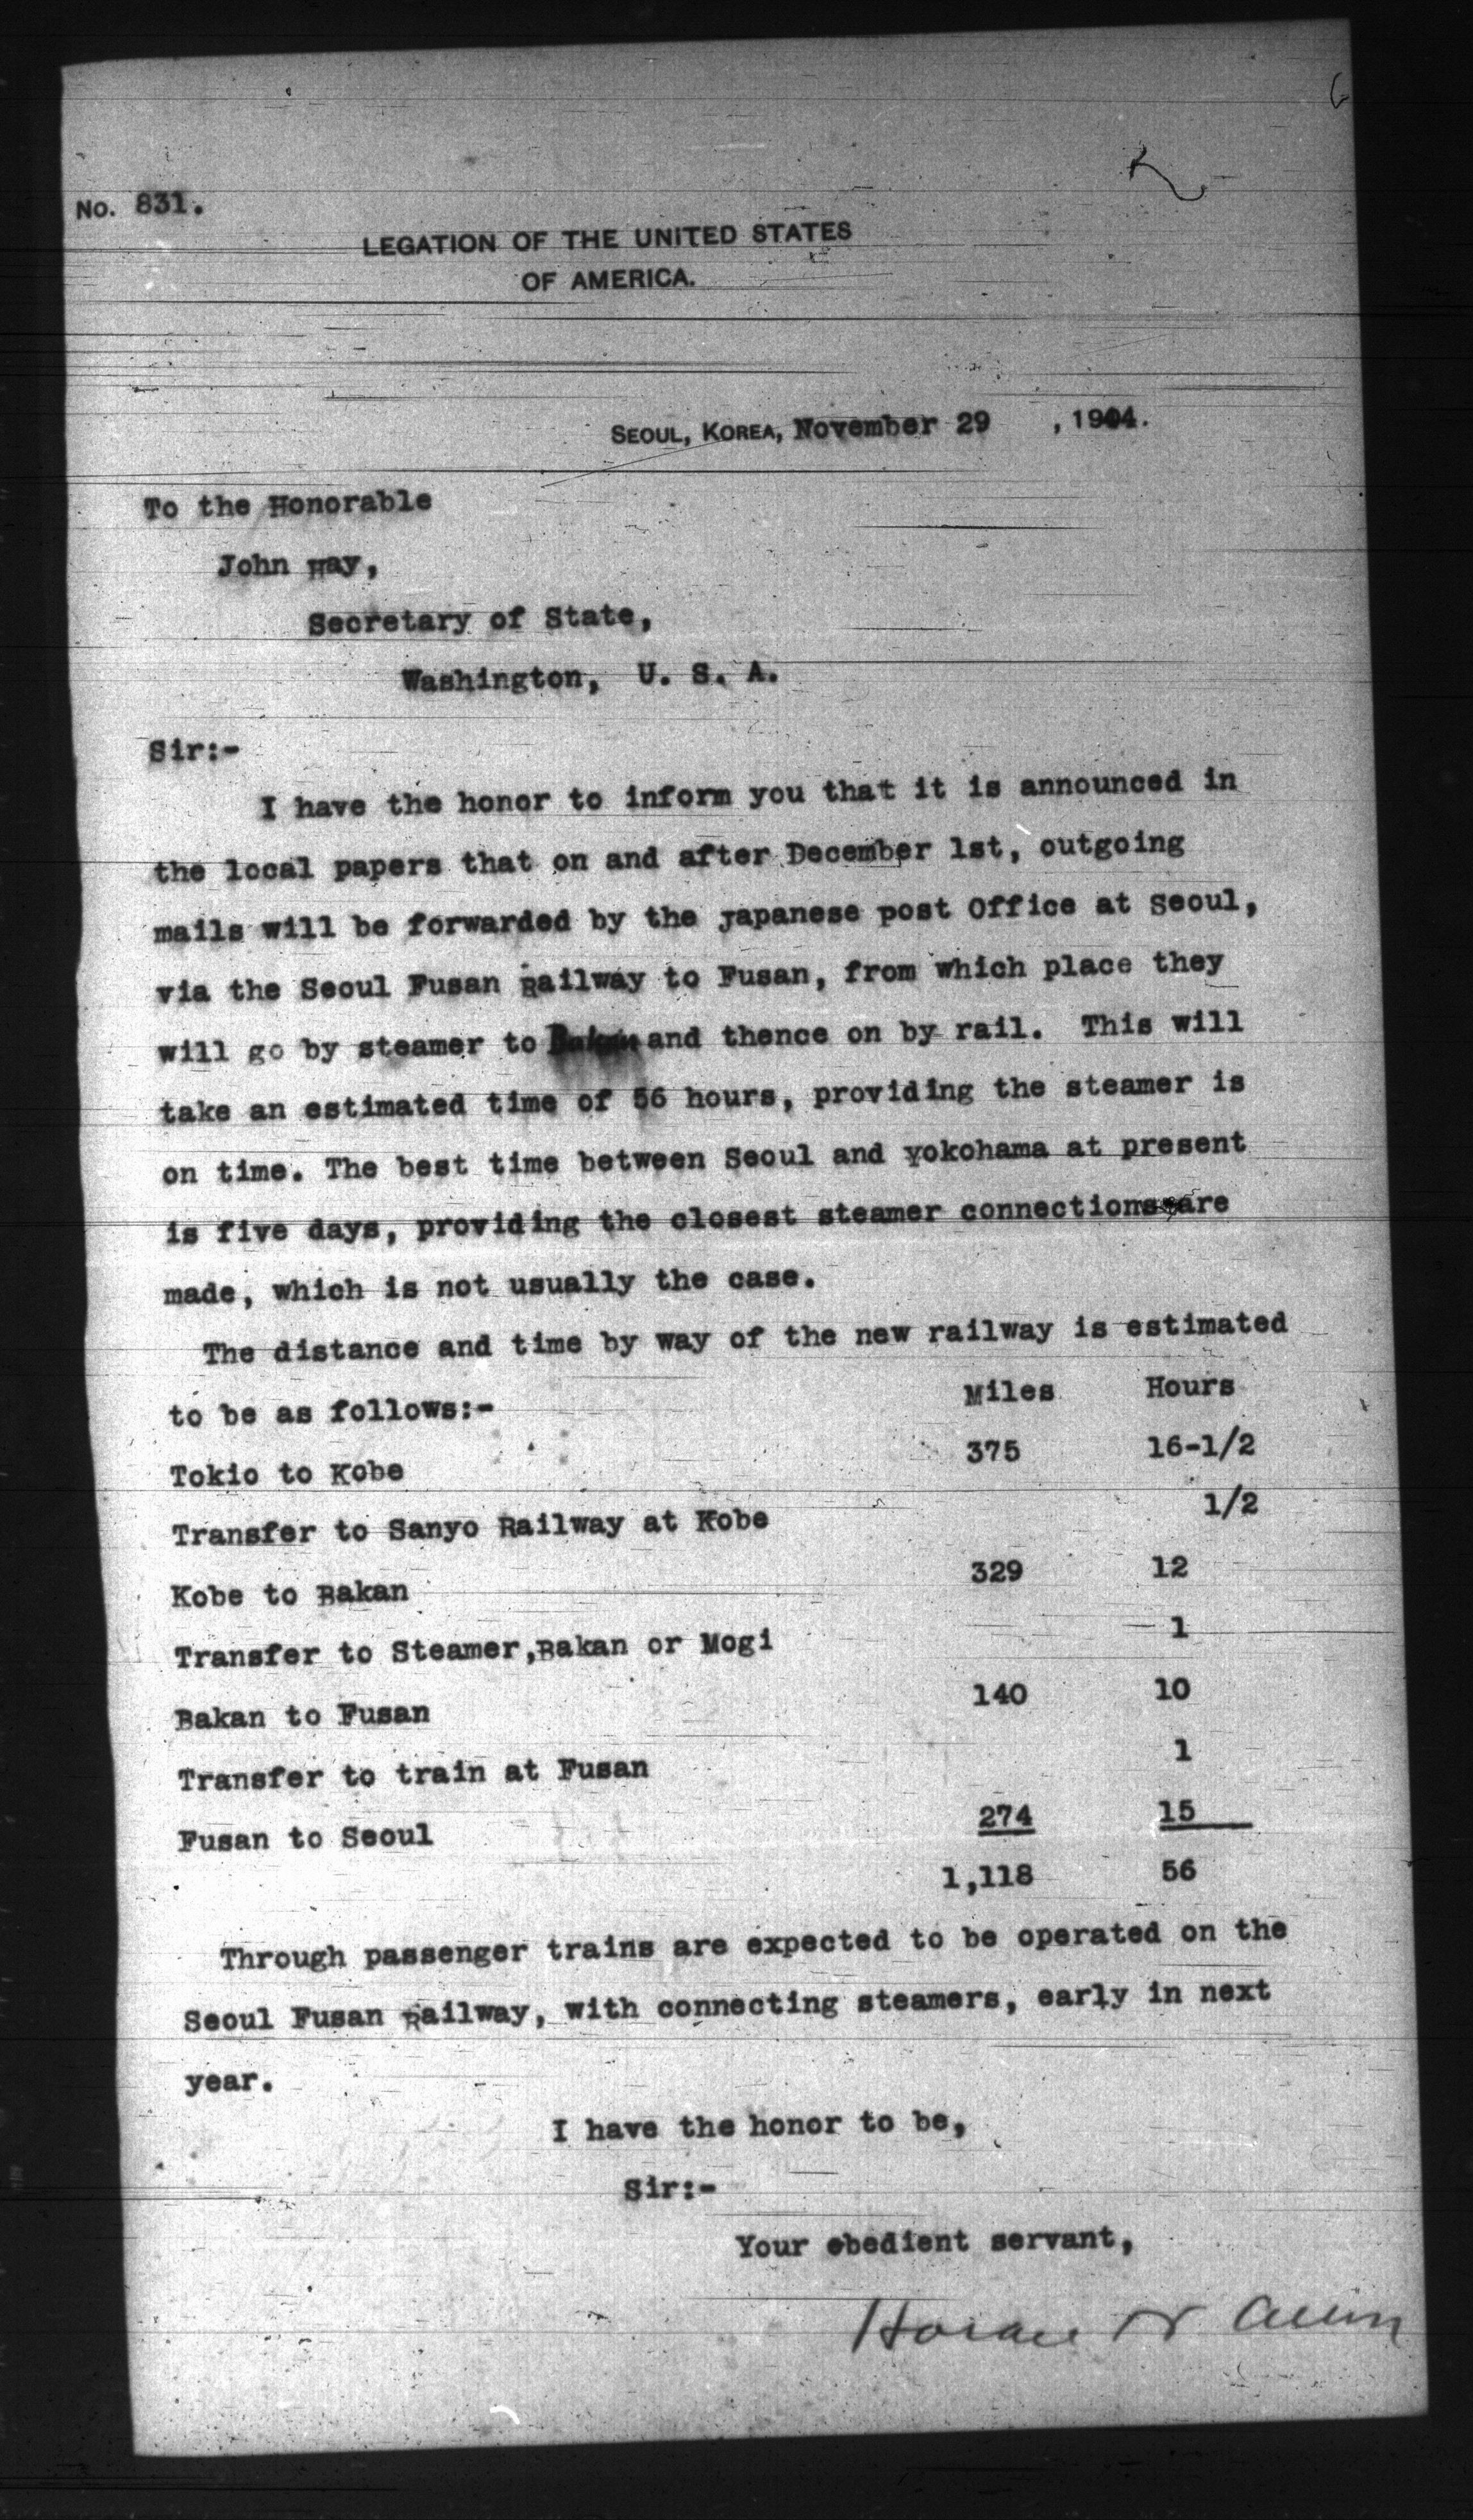 No. 831.
LEGATION OF THE UNITED STATES
OF AMERICA.
SEOUL, KOREA, November 29 , 1904.
To the Honorable
John Hay,
Secretary of State,
Washington, U. S. A.
Sir:-
I have the honor to inform you that it is announced in
the local papers that on and after December 1st, outgoing
mails will be forwarded by the Japanese post Office at Seoul,
via the Seoul Fusan Railway to Fusan, from which place they
will go by steamer to Bakan and thence on by rail. This will
take an estimated time of 56 hours, providing the steamer is
on time. The best time between Seoul and Yokohama at present
is five days, providing the closest steamer connections are
made, which is not usually the case.
The distance and time by way of the new railway is estimated
to be as follows:- Miles Hours
Tokio to Kobe 375 16-1/2
Transfer to Sanyo Railway at Kobe 1/2
Kobe to Bakan 329 12
Transfer to Steamer,Bakan or Mogi 1
Bakan to Fusan 140 10
Transfer to train at Fusan 1
Fusan to Seoul 274 15
1,118 56
Through passenger trains are expected to be operated on the
Seoul Fusan Railway, with connecting steamers, early in next
year.
I have the honor to be,
Sir:-
Your obedient servant,
Horace N Allen